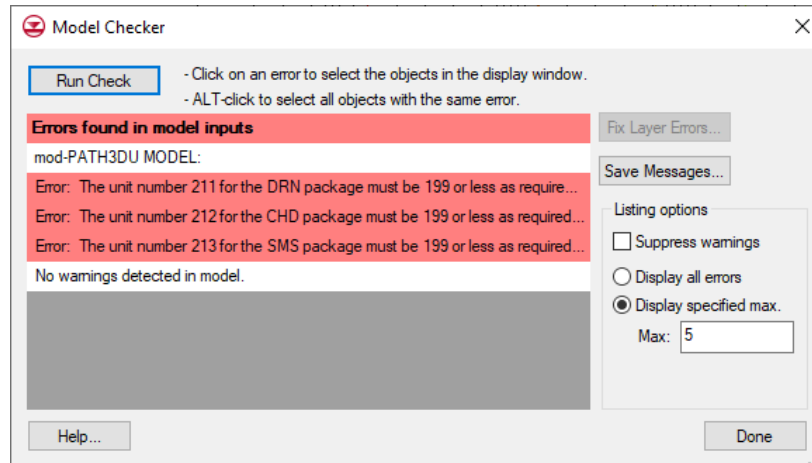 Model Checker
Run Check
- Click on an error to select the objects in the display window.
- ALT-click to select all objects with the same error.
Errors found in model inputs
mod-PATH3DU MODEL:
Error: The unit number 211 for the DRN package must be 199 or less as require...
Error: The unit number 212 for the CHD package must be 199 or less as required...
Error: The unit number 213 for the SMS package must be 199 or less as required...
No warnings detected in model.
Fix Layer Errors...
Save Messages...
Listing options
Suppress warnings
Display all errors
Display specified max.
Max: 5
Help...
Done